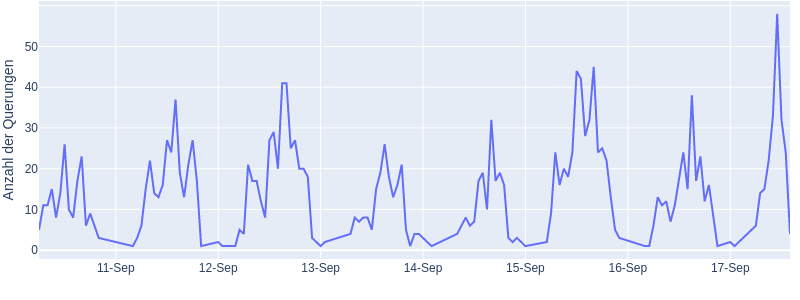 Anzahl der Querungen
50
40
30
20
10
0
11-Sep
12-Sep
13-Sep
14-Sep
15-Sep
16-Sep
17-Sep